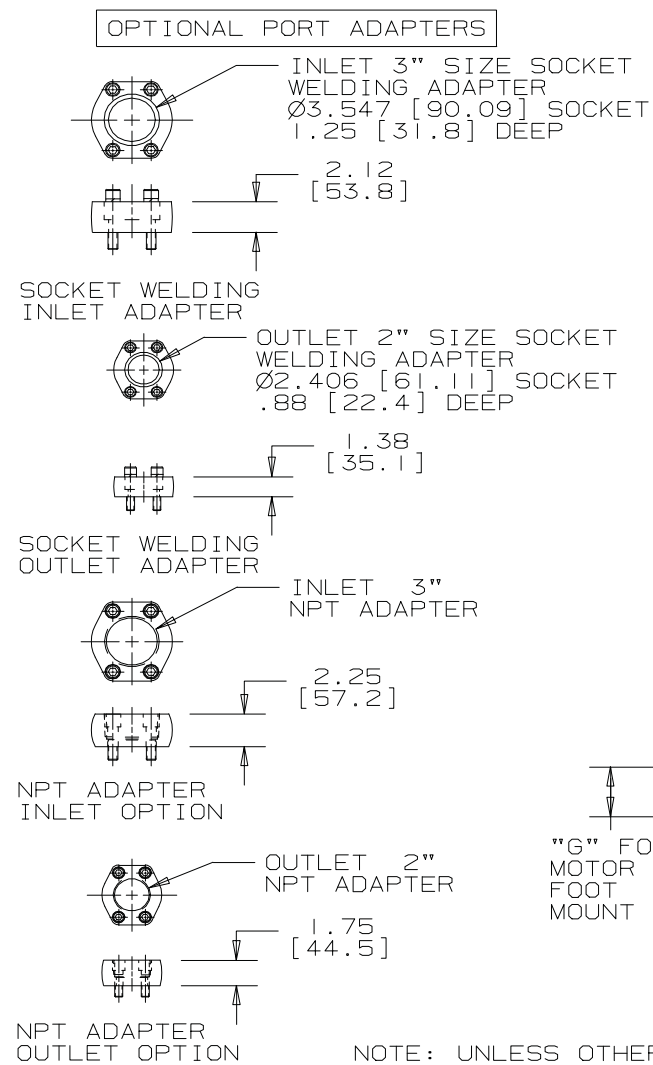 OPTIONAL PORT ADAPTERS
INLET 3" SIZE SOCKET
WELDING ADAPTER
Ø3.547 [90.09] SOCKET
1.25 [31.8] DEEP
2.12
[53.8]
SOCKET WELDING
INLET ADAPTER
OUTLET 2" SIZE SOCKET
WELDING ADAPTER
Ø2.406 [61.11] SOCKET
.88 [22.4] DEEP
1.38
[35.1]
SOCKET WELDING
OUTLET ADAPTER
INLET 3"
NPT ADAPTER
2.25
[57.2]
NPT ADAPTER
INLET OPTION
"G" FO
MOTOR
FOOT
MOUNT
OUTLET 2"
NPT ADAPTER
1.75
[44.5]
NPT ADAPTER
OUTLET OPTION
NOTE: UNLESS OTHER